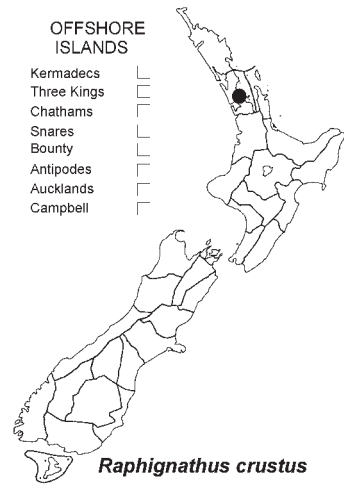 OFFSHORE
ISLANDS
Kermadecs
Three Kings
Chathams
Snares
Bounty
Antipodes
Aucklands
Campbell
Raphignathus crustus